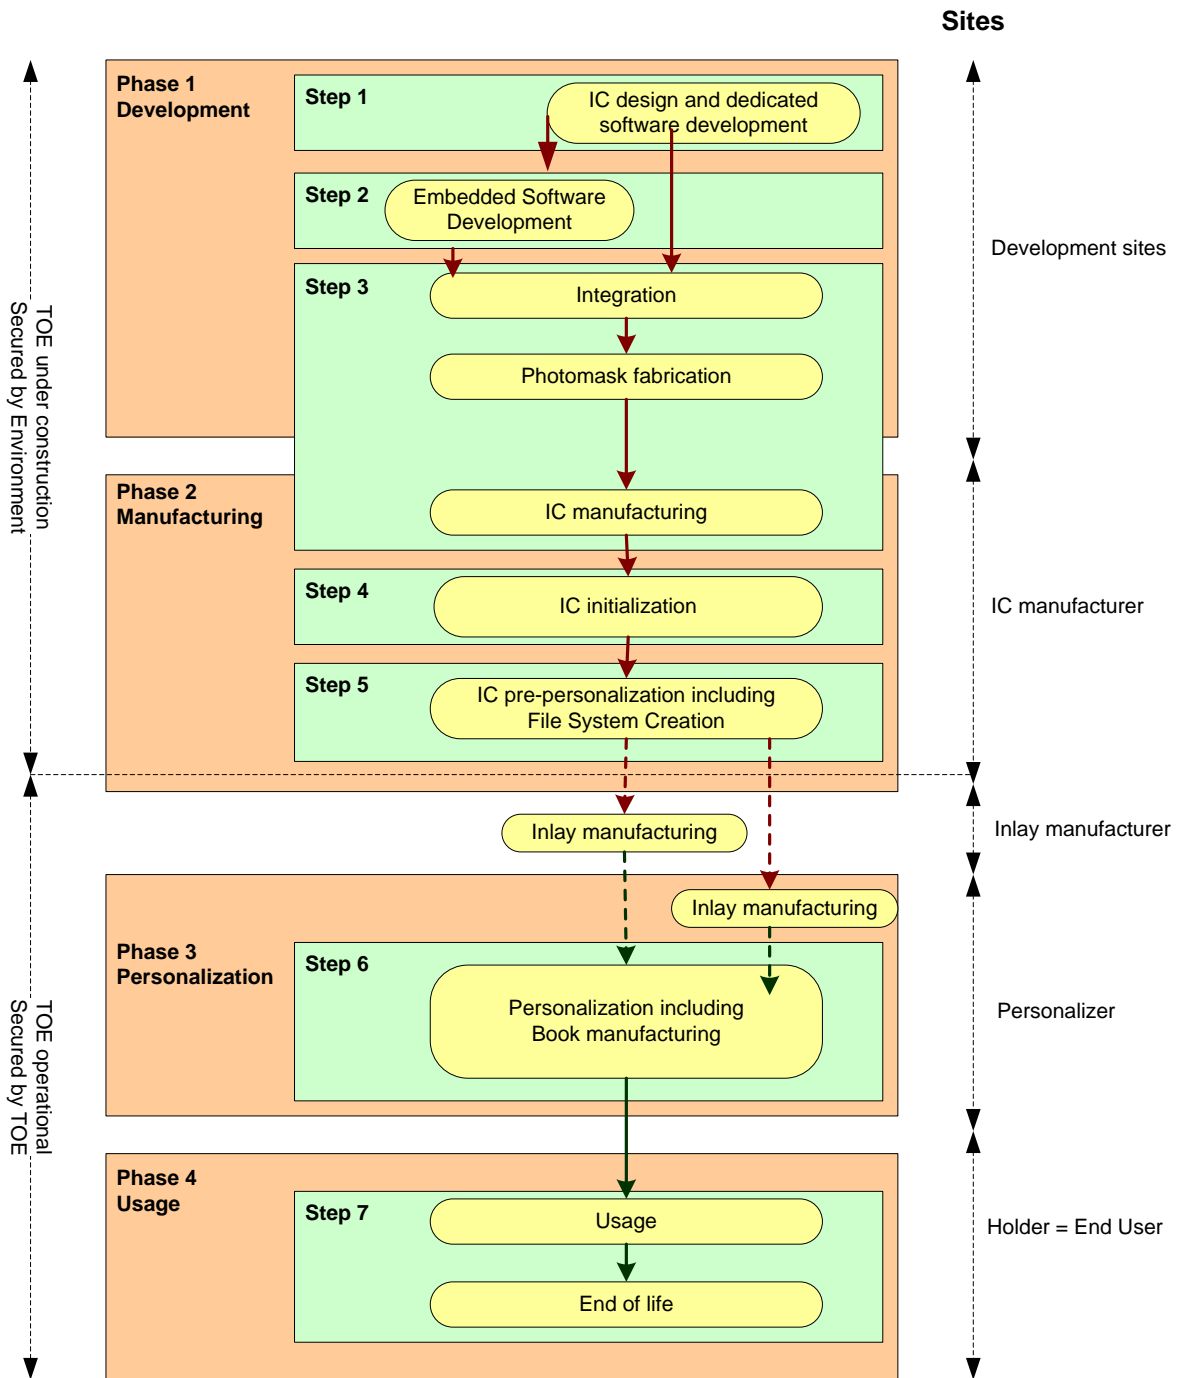 Sites
Phase 1
Development
Step 1
IC design and dedicated
software development
Step 2
Embedded Software
Development
Development sites
Step 3
Integration
TOE under construction
Secured by Environment
Photomask fabrication
Phase 2
Manufacturing
IC manufacturing
Step 4
IC initialization
IC manufacturer
Step 5
IC pre-personalization including
File System Creation
Inlay manufacturing
Inlay manufacturer
Inlay manufacturing
Phase 3
Personalization
Step 6
Personalization including
Book manufacturing
Personalizer
TOE operational
Secured by TOE
Phase 4
Usage
Step 7
Usage
Holder = End User
End of life